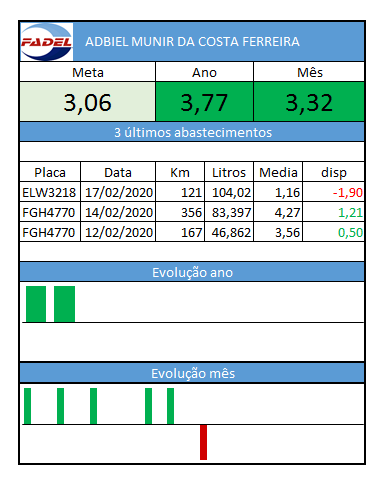 FADEL
ADBIEL MUNIR DA COSTA FERREIRA
Meta Ano Mês
3,06 3,77 3,32
3 últimos abastecimentos
Placa Data Km Litros Media disp
ELW3218 17/02/2020 121 104,02 1,16 -1,90
FGH4770 14/02/2020 356 83,397 4,27 1,21
FGH4770 12/02/2020 167 46,862 3,56 0,50
Evolução ano
Evolução mês